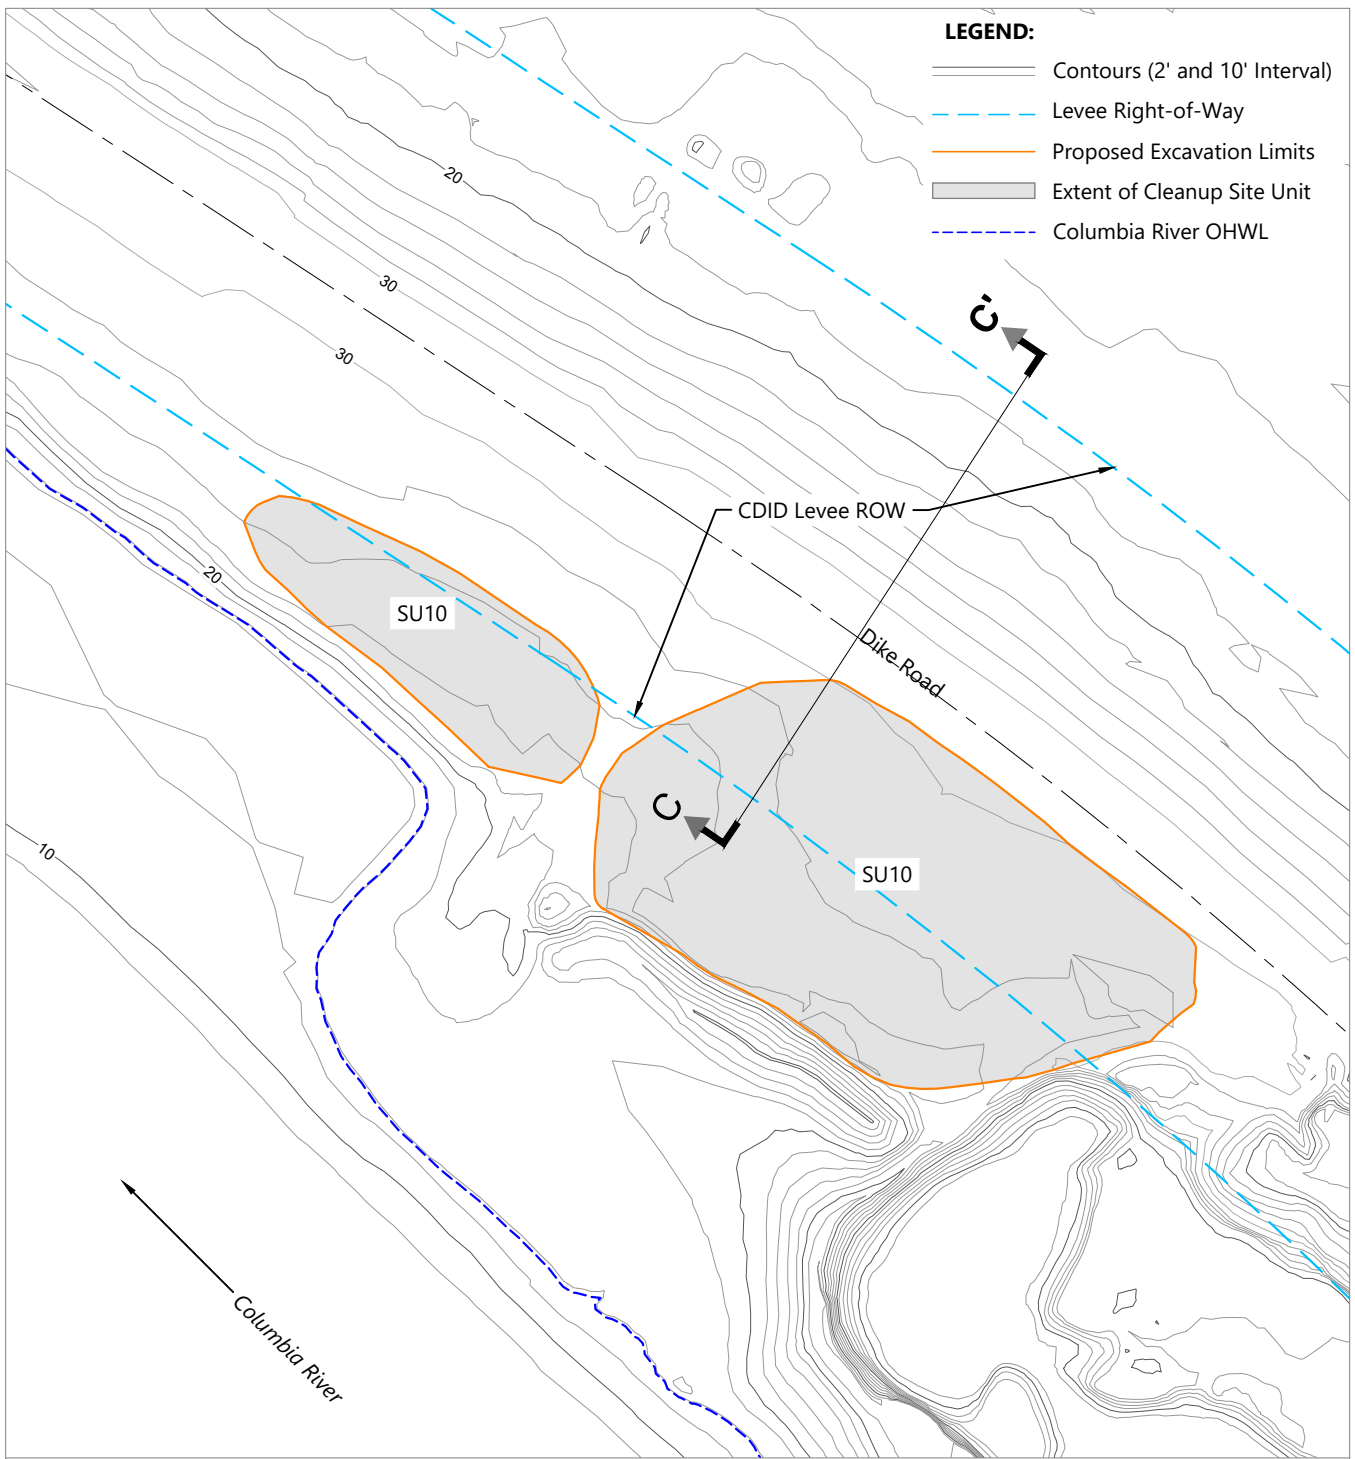 LEGEND:
Contours (2' and 10' Interval)
Levee Right-of-Way
Proposed Excavation Limits
Extent of Cleanup Site Unit
Columbia River OHWL
20
30
30
C'
CDID Levee ROW
20
SU10
Dike Road
C
10
SU10
Columbia River